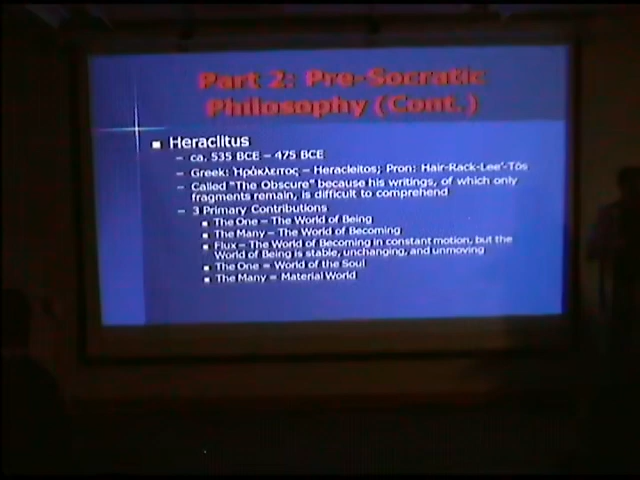 Part 2: Pre-Socratic
Philosophy (Cont.)
Heraclitus
– ca. 535 BCE – 475 BCE
– Greek: Ἡράκλειτος – Heracleitos; Pron: Hair-Rack-Lee'-Tōs
– Called "The Obscure" because his writings, of which only
fragments remain, is difficult to comprehend
– 3 Primary Contributions
The One – The World of Being
The Many – The World of Becoming
Flux – The World of Becoming in constant motion, but the
World of Being is stable, unchanging, and unmoving
The One = World of the Soul
The Many = Material World